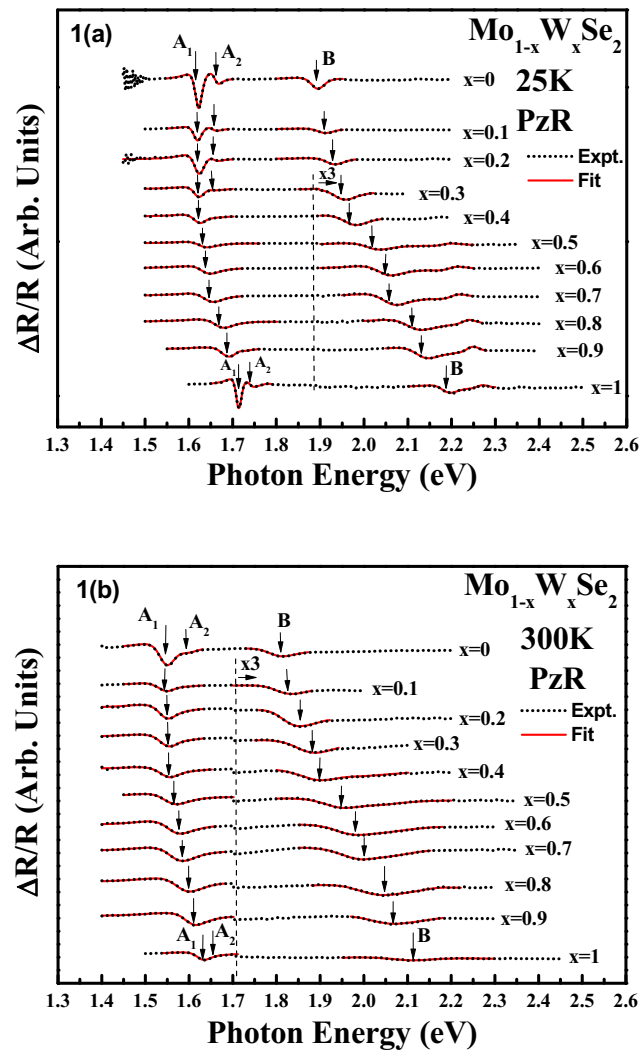 1(a)
Mo1-xWxSe2
A1
A2
B
25K
x=0
PzR
x=0.1
Expt.
x=0.2
Fit
x3
x=0.3
x=0.4
x=0.5
x=0.6
x=0.7
x=0.8
x=0.9
A1
A2
B
x=1
ΔR/R (Arb. Units)
1.3 1.4 1.5 1.6 1.7 1.8 1.9 2.0 2.1 2.2 2.3 2.4 2.5 2.6
Photon Energy (eV)
1(b)
Mo1-xWxSe2
A1
A2
B
300K
x=0
x3
PzR
x=0.1
Expt.
x=0.2
Fit
x=0.3
x=0.4
x=0.5
x=0.6
x=0.7
x=0.8
x=0.9
A1
A2
B
x=1
ΔR/R (Arb. Units)
1.3 1.4 1.5 1.6 1.7 1.8 1.9 2.0 2.1 2.2 2.3 2.4 2.5 2.6
Photon Energy (eV)